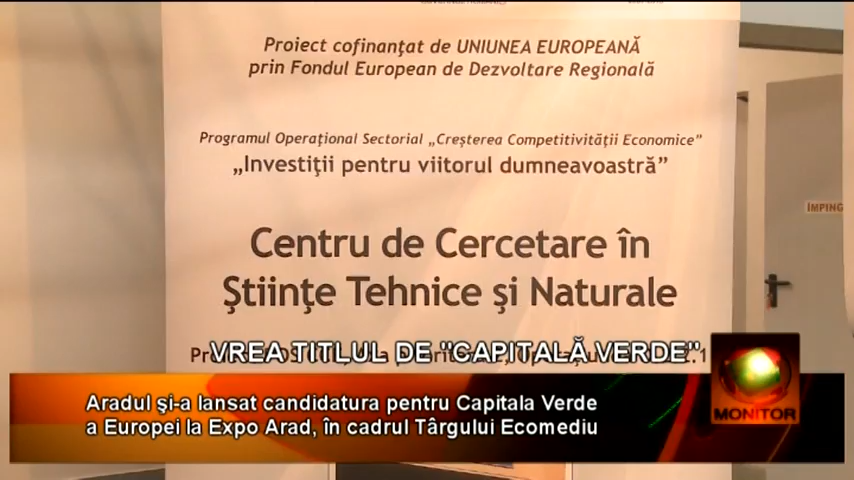 Proiect cofinanţat de UNIUNEA EUROPEANĂ
prin Fondul European de Dezvoltare Regională
Programul Operaţional Sectorial „Creşterea Competitivităţii Economice”
„Investiţii pentru viitorul dumneavoastră”
ÎMPING
Centru de Cercetare în
Ştiinţe Tehnice şi Naturale
VREA TITLUL DE "CAPITALĂ VERDE"
Aradul şi-a lansat candidatura pentru Capitala Verde
a Europei la Expo Arad, în cadrul Târgului Ecomediu
MONITOR